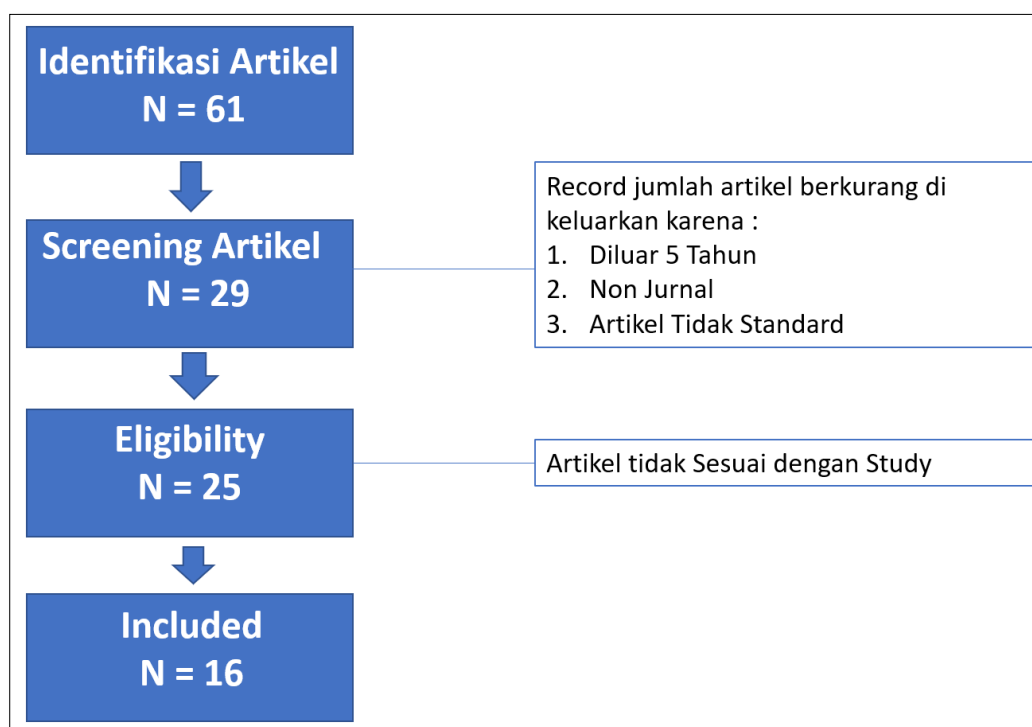 Identifikasi Artikel
N = 61
Screening Artikel
N = 29
Record jumlah artikel berkurang di
keluarkan karena :
1. Diluar 5 Tahun
2. Non Jurnal
3. Artikel Tidak Standard
Eligibility
N = 25
Artikel tidak Sesuai dengan Study
Included
N = 16